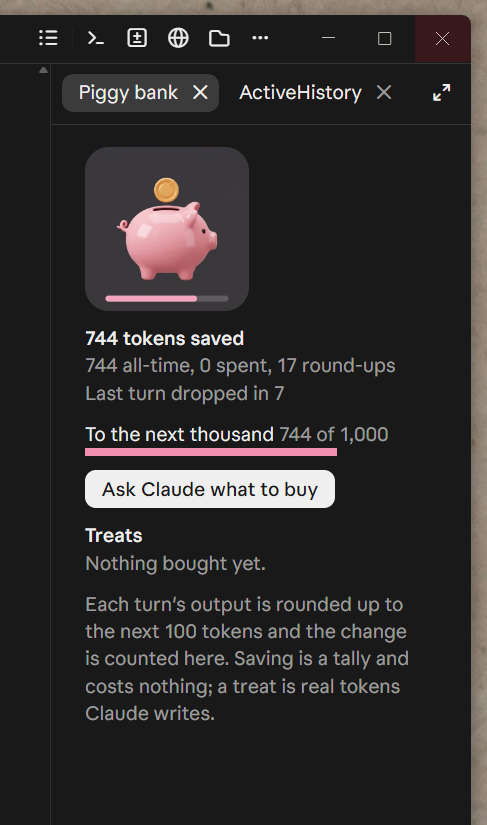 Piggy bank
ActiveHistory
744 tokens saved
744 all-time, 0 spent, 17 round-ups
Last turn dropped in 7
To the next thousand 744 of 1,000
Ask Claude what to buy
Treats
Nothing bought yet.
Each turn's output is rounded up to
the next 100 tokens and the change
is counted here. Saving is a tally and
costs nothing; a treat is real tokens
Claude writes.